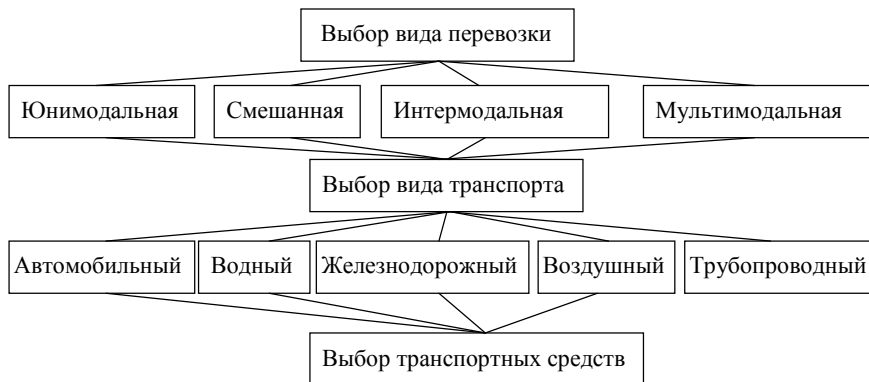 Выбор вида перевозки
Юнимодальная Смешанная Интермодальная Мультимодальная
Выбор вида транспорта
Автомобильный Водный Железнодорожный Воздушный Трубопроводный
Выбор транспортных средств